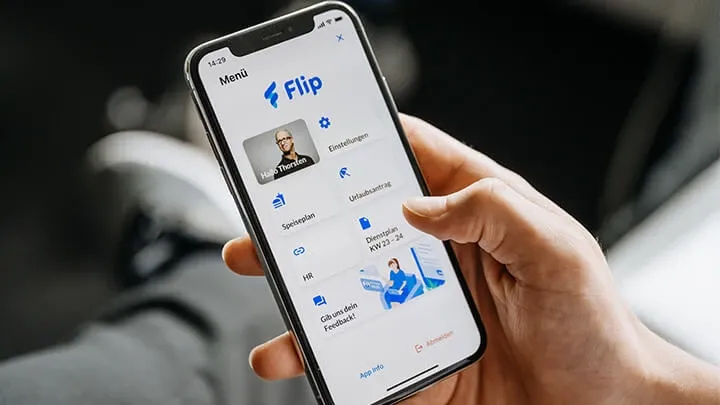 14:29
Menü
Flip
Hallo Thorsten
Einstellungen
Speiseplan
Urlaubsantrag
HR
Dienstplan
KW 23 - 24
Gib uns dein
Feedback!
App Info
Abmelden